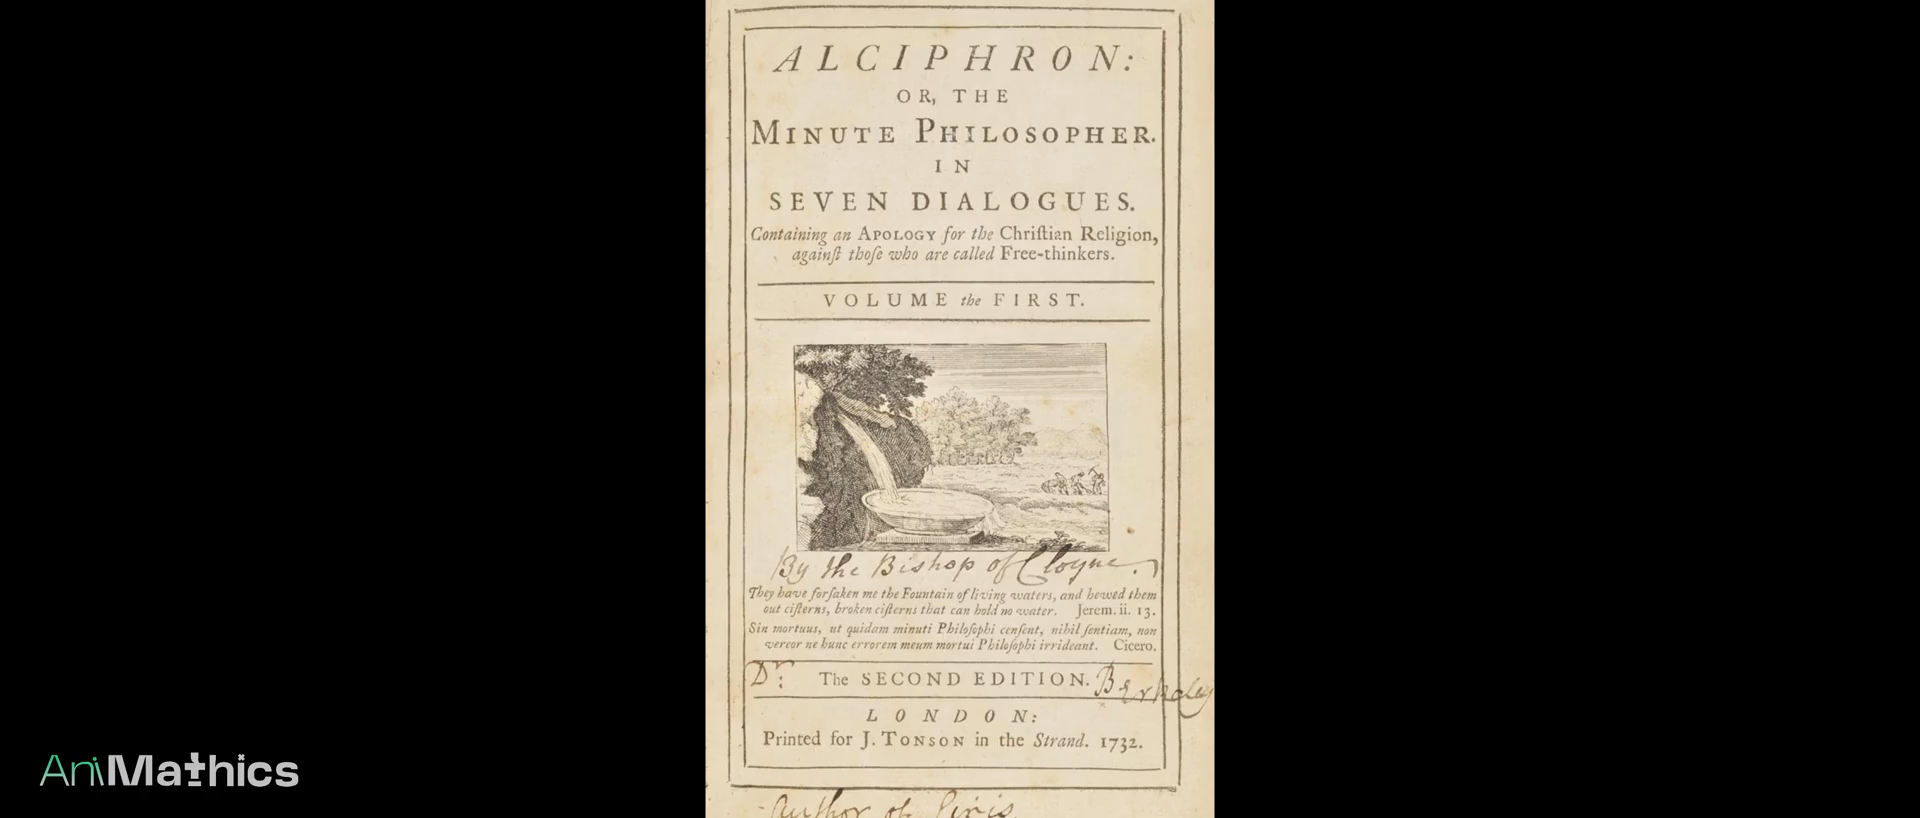 ALCIPHRON:
OR, THE
MINUTE PHILOSOPHER.
IN
SEVEN DIALOGUES.
Containing an APOLOGY for the Chriſtian Religion,
againſt thoſe who are called Free-thinkers.
VOLUME the FIRST.
By the Bishop of Cloyne.
They have forſaken me the Fountain of living waters, and hewed them
out ciſterns, broken ciſterns that can hold no water. Jerem. ii. 13.
Sin mortuus, ut quidam minuti Philoſophi cenſent, nihil ſentiam, non
vereor ne hunc errorem meum mortui Philoſophi irrideant. Cicero.
Dr: The SECOND EDITION. Berkeley
LONDON:
Printed for J. TONSON in the Strand. 1732.
AniMathics
Author of Siris